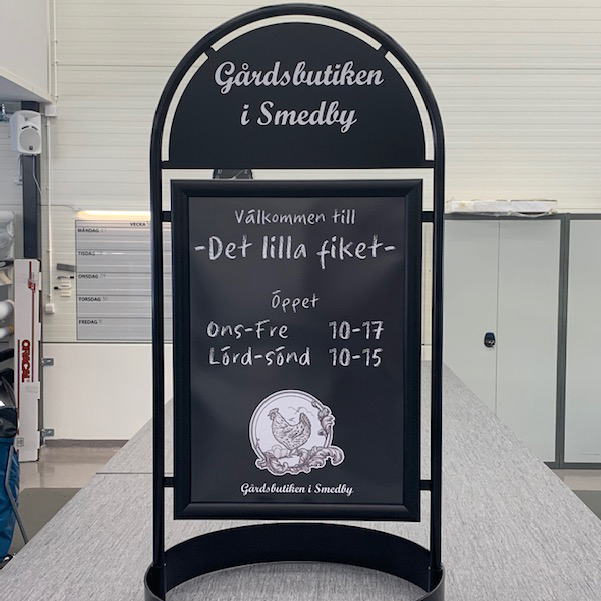 Gårdsbutiken
i Smedby
Välkommen till
-Det lilla fiket-
Öppet
Ons-Fre 10-17
Lörd-sönd 10-15
Gårdsbutiken i Smedby
VECKA
MÅNDAG
TISDAG
ONSDAG
TORSDAG
FREDAG
ORACAL